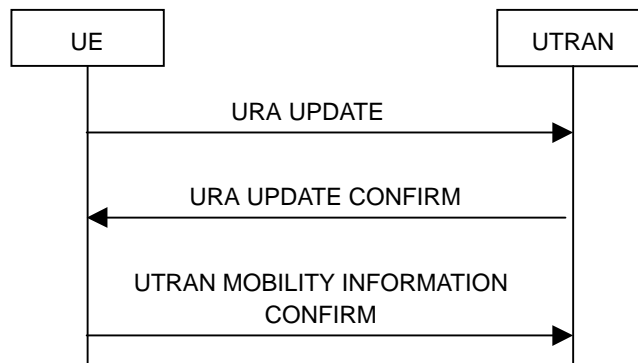 UE
UTRAN
URA UPDATE
URA UPDATE CONFIRM
UTRAN MOBILITY INFORMATION
CONFIRM